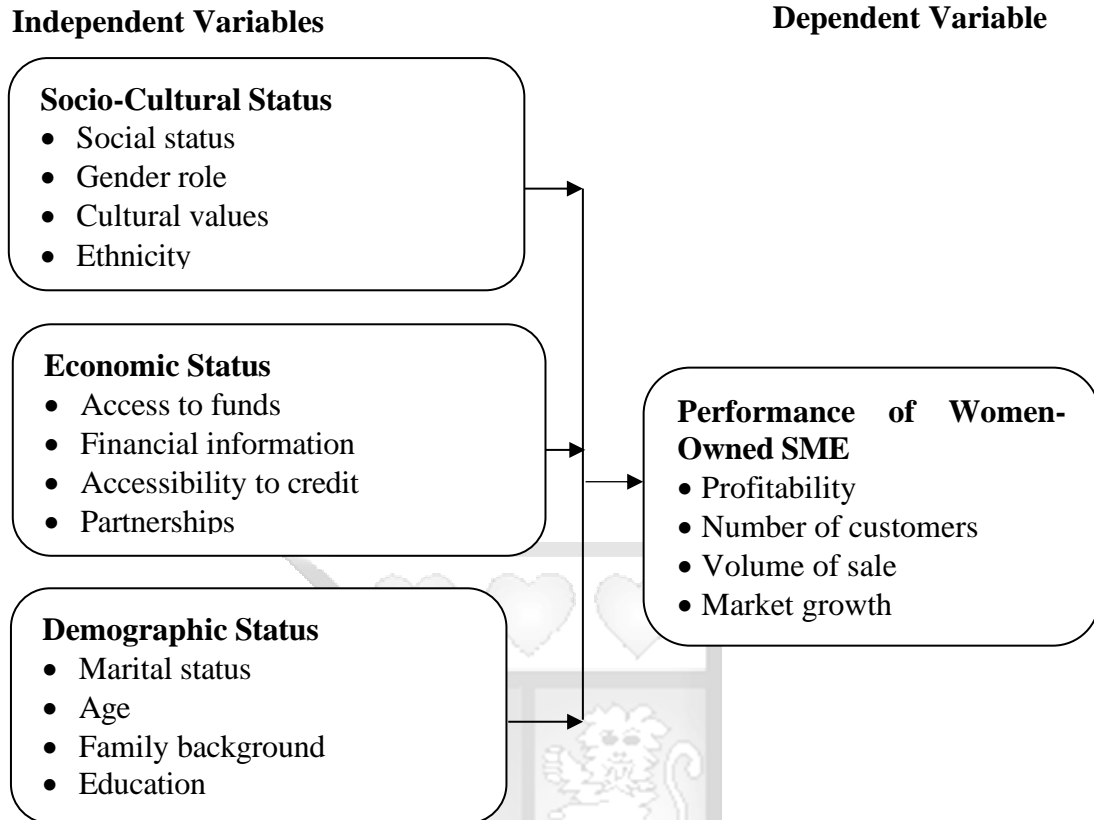 Independent Variables
Dependent Variable
Socio-Cultural Status
• Social status
• Gender role
• Cultural values
• Ethnicity
Economic Status
• Access to funds
• Financial information
• Accessibility to credit
• Partnerships
Demographic Status
• Marital status
• Age
• Family background
• Education
Performance of Women-
Owned SME
• Profitability
• Number of customers
• Volume of sale
• Market growth